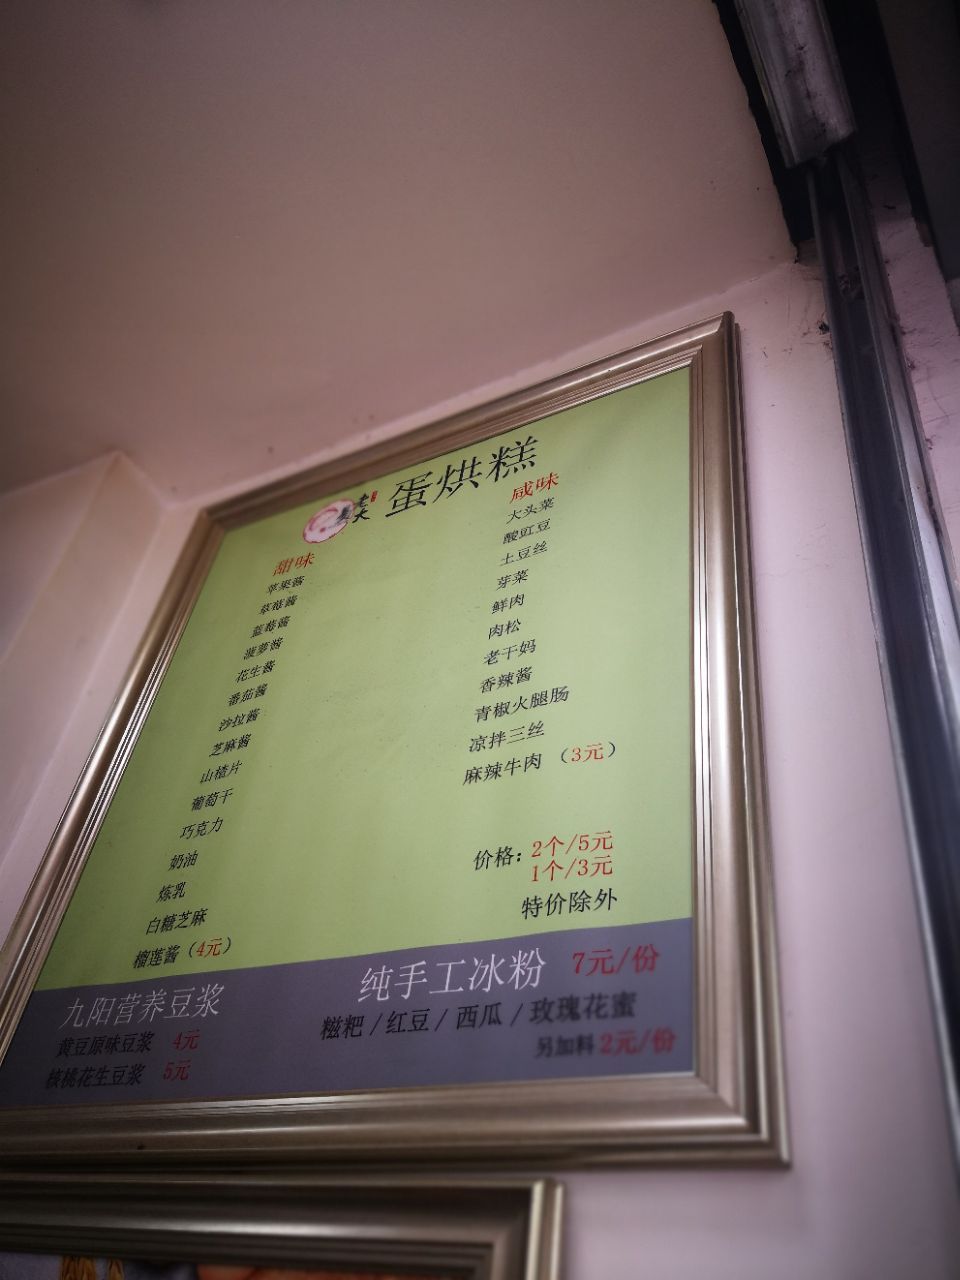 老大
蛋烘糕
甜味
苹果酱
草莓酱
蓝莓酱
菠萝酱
花生酱
番茄酱
沙拉酱
芝麻酱
山楂片
葡萄干
巧克力
奶油
炼乳
白糖芝麻
榴莲酱（4元）
咸味
大头菜
酸豇豆
土豆丝
芽菜
鲜肉
肉松
老干妈
香辣酱
青椒火腿肠
凉拌三丝
麻辣牛肉（3元）
价格：2个/5元
1个/3元
特价除外
九阳营养豆浆
黄豆原味豆浆 4元
核桃花生豆浆 5元
纯手工冰粉 7元/份
糍粑/红豆/西瓜/玫瑰花蜜
另加料2元/份